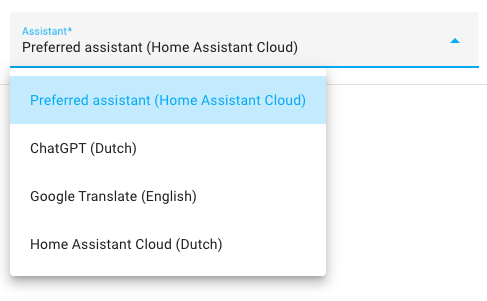 Assistant*
Preferred assistant (Home Assistant Cloud)
Preferred assistant (Home Assistant Cloud)
ChatGPT (Dutch)
Google Translate (English)
Home Assistant Cloud (Dutch)